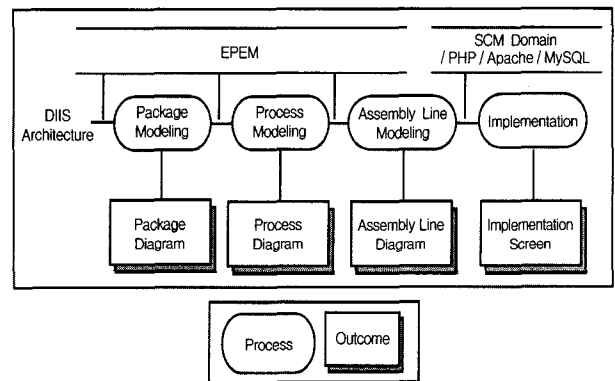 EPEM
SCM Domain
/ PHP / Apache / MySQL
DIIS
Architecture
Package
Modeling
Process
Modeling
Assembly Line
Modeling
Implementation
Package
Diagram
Process
Diagram
Assembly Line
Diagram
Implementation
Screen
Process
Outcome